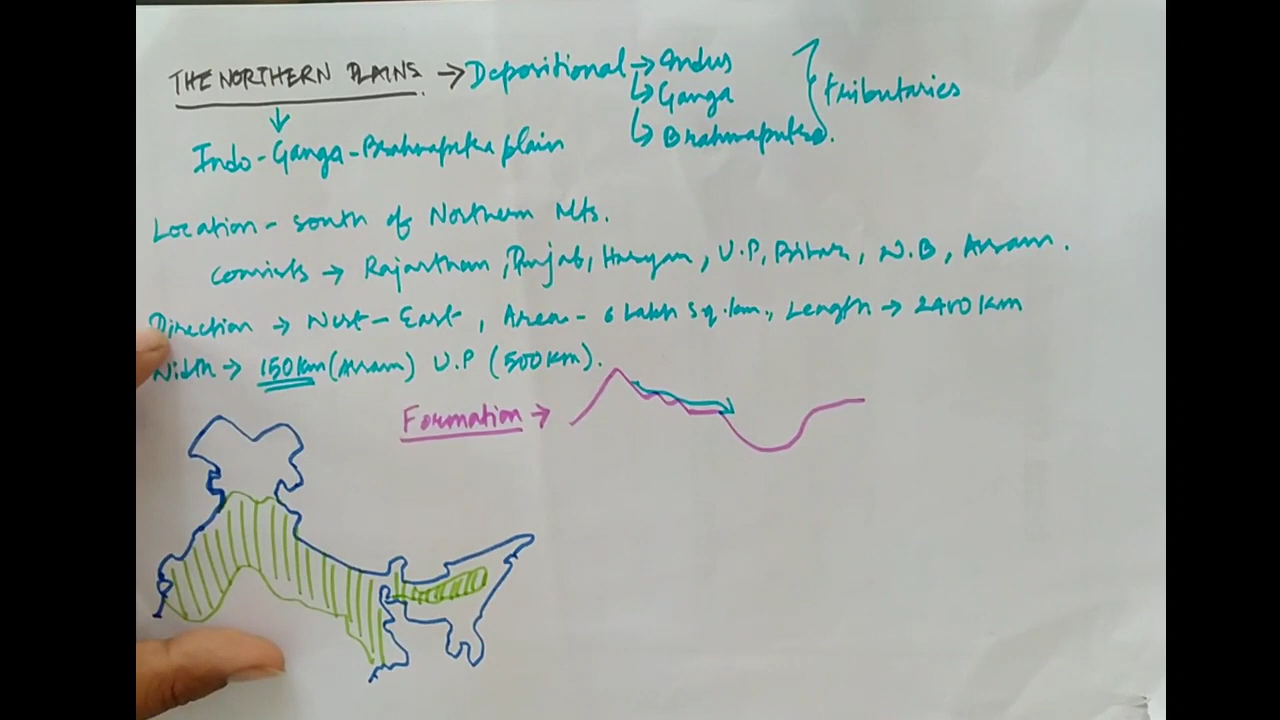 THE NORTHERN PLAINS. → Depositional → Indus
↳ Ganga
↳ Brahmaputra.
} tributaries
↓
Indo-Ganga-Brahmaputra plain
Location - south of Northern Mts.
consists → Rajasthan, Punjab, Haryan, U.P, Bihar, W.B, Assam.
Direction → West-East, Area - 6 Lakh sq.km., Length → 2400 km
Width → 150 km (Assam) U.P (500 km).
Formation →